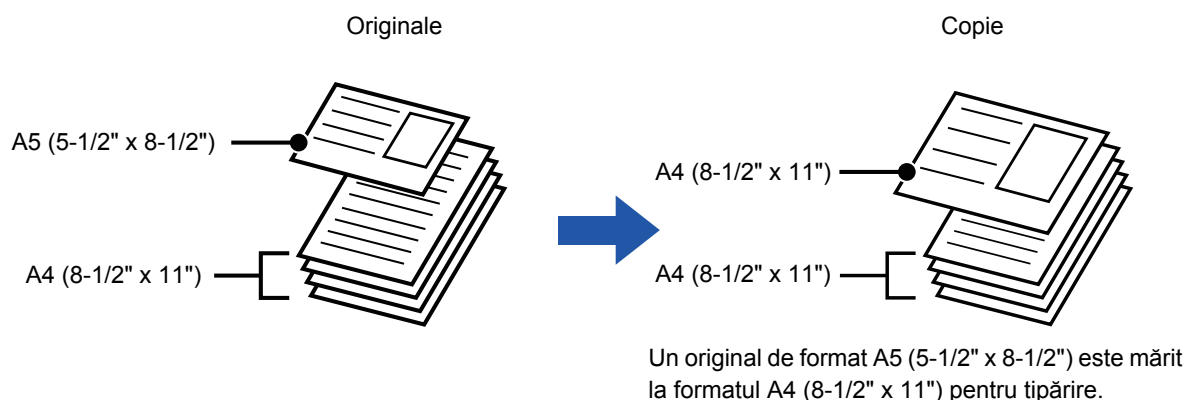 Originale
Copie
A5 (5-1/2" x 8-1/2")
A4 (8-1/2" x 11")
A4 (8-1/2" x 11")
A4 (8-1/2" x 11")
Un original de format A5 (5-1/2" x 8-1/2") este mărit
la formatul A4 (8-1/2" x 11") pentru tipărire.